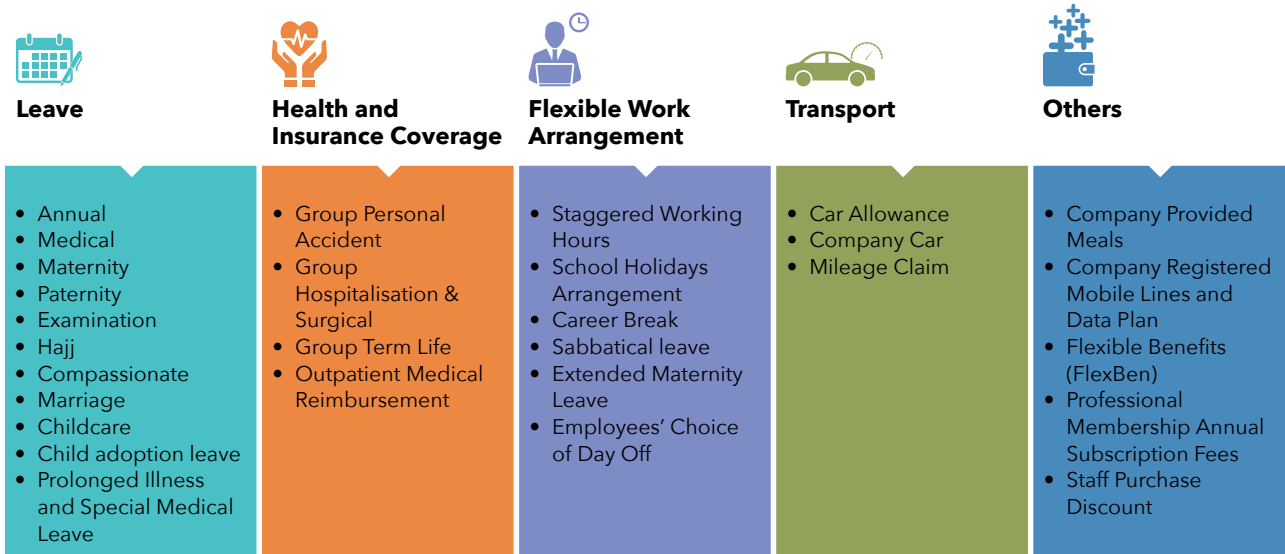 Leave
• Annual
• Medical
• Maternity
• Paternity
• Examination
• Hajj
• Compassionate
• Marriage
• Childcare
• Child adoption leave
• Prolonged Illness
and Special Medical
Leave
Health and
Insurance Coverage
• Group Personal
Accident
• Group
Hospitalisation &
Surgical
• Group Term Life
• Outpatient Medical
Reimbursement
Flexible Work
Arrangement
• Staggered Working
Hours
• School Holidays
Arrangement
• Career Break
• Sabbatical leave
• Extended Maternity
Leave
• Employees’ Choice
of Day Off
Transport
• Car Allowance
• Company Car
• Mileage Claim
Others
• Company Provided
Meals
• Company Registered
Mobile Lines and
Data Plan
• Flexible Benefits
(FlexBen)
• Professional
Membership Annual
Subscription Fees
• Staff Purchase
Discount